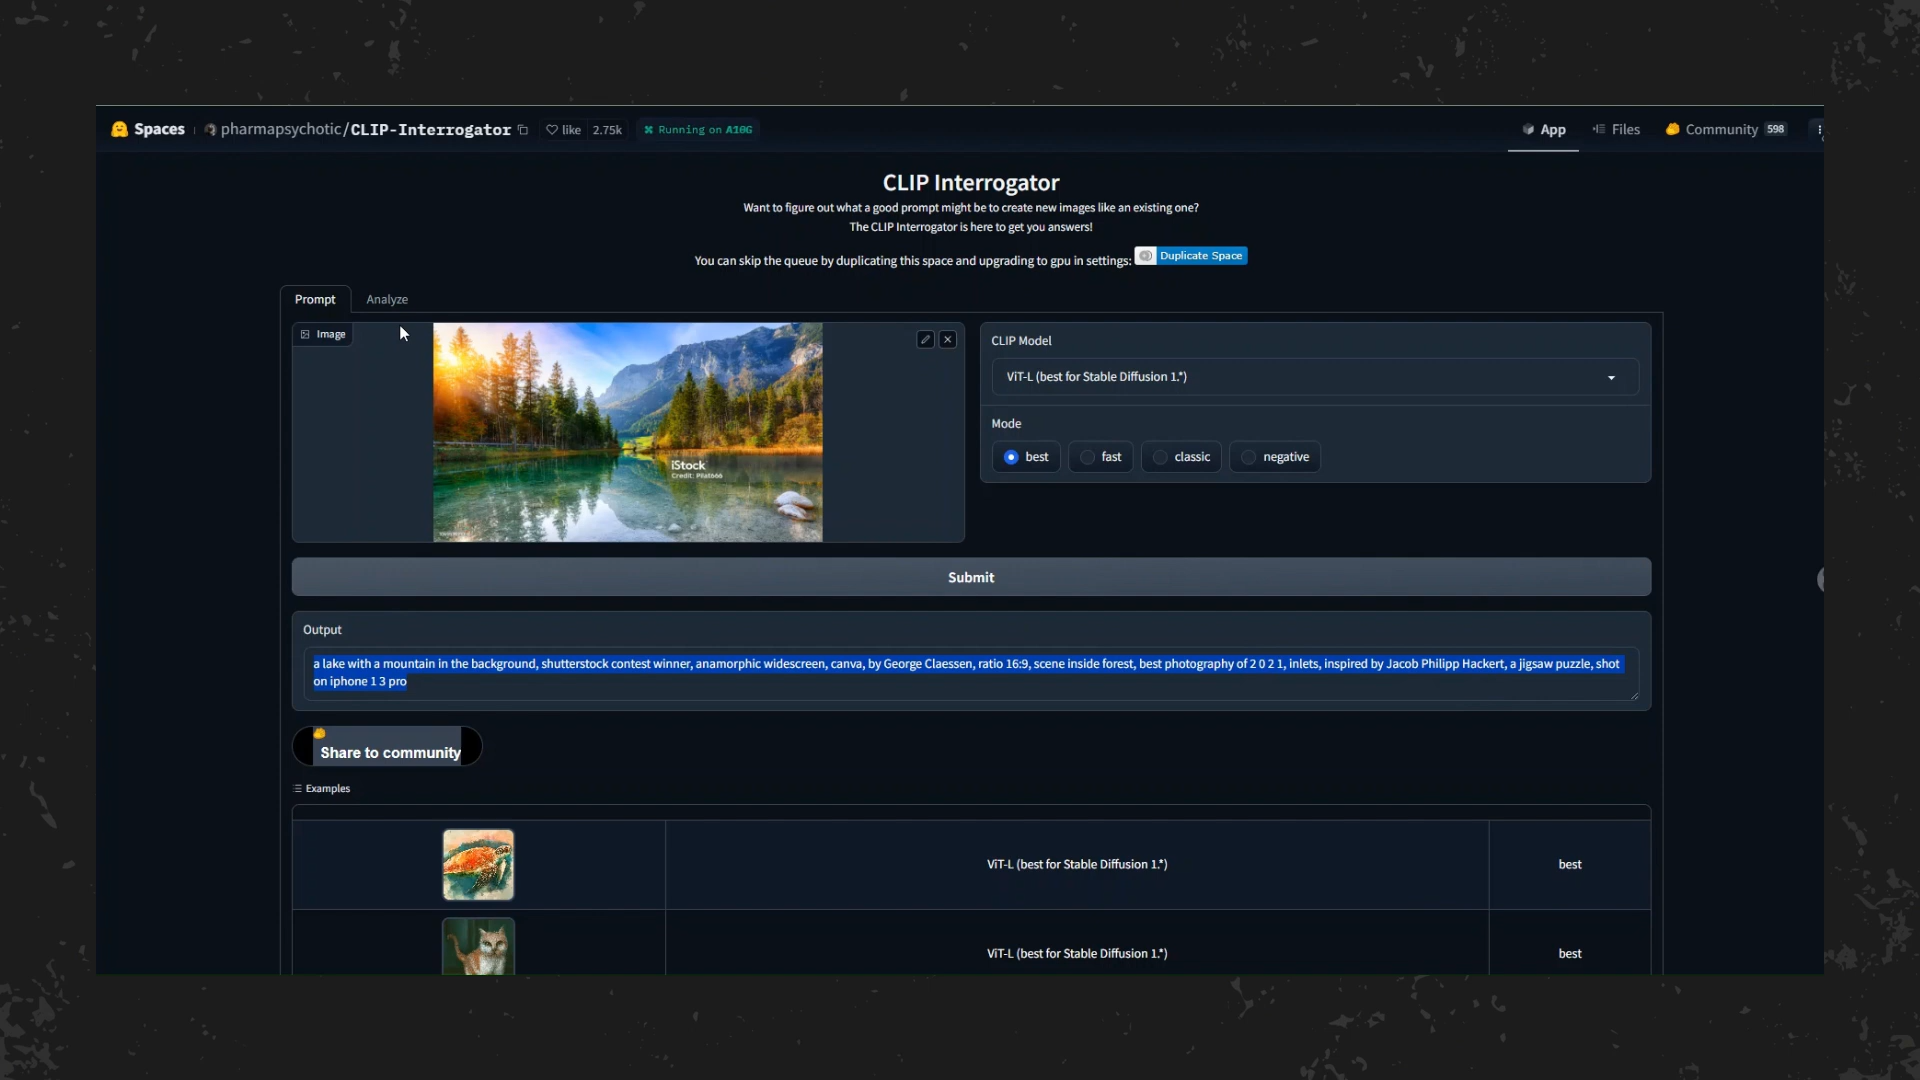 Spaces pharmapsychotic/CLIP-Interrogator like 2.75k Running on A10G App Files Community 598
CLIP Interrogator
Want to figure out what a good prompt might be to create new images like an existing one?
The CLIP Interrogator is here to get you answers!
You can skip the queue by duplicating this space and upgrading to gpu in settings: Duplicate Space
Prompt Analyze
Image
iStock
Credit: Pilat666
CLIP Model
ViT-L (best for Stable Diffusion 1.*)
Mode
best fast classic negative
Submit
Output
a lake with a mountain in the background, shutterstock contest winner, anamorphic widescreen, canva, by George Claessen, ratio 16:9, scene inside forest, best photography of 2 0 2 1, inlets, inspired by Jacob Philipp Hackert, a jigsaw puzzle, shot
on iphone 1 3 pro
Share to community
Examples
ViT-L (best for Stable Diffusion 1.*) best
ViT-L (best for Stable Diffusion 1.*) best